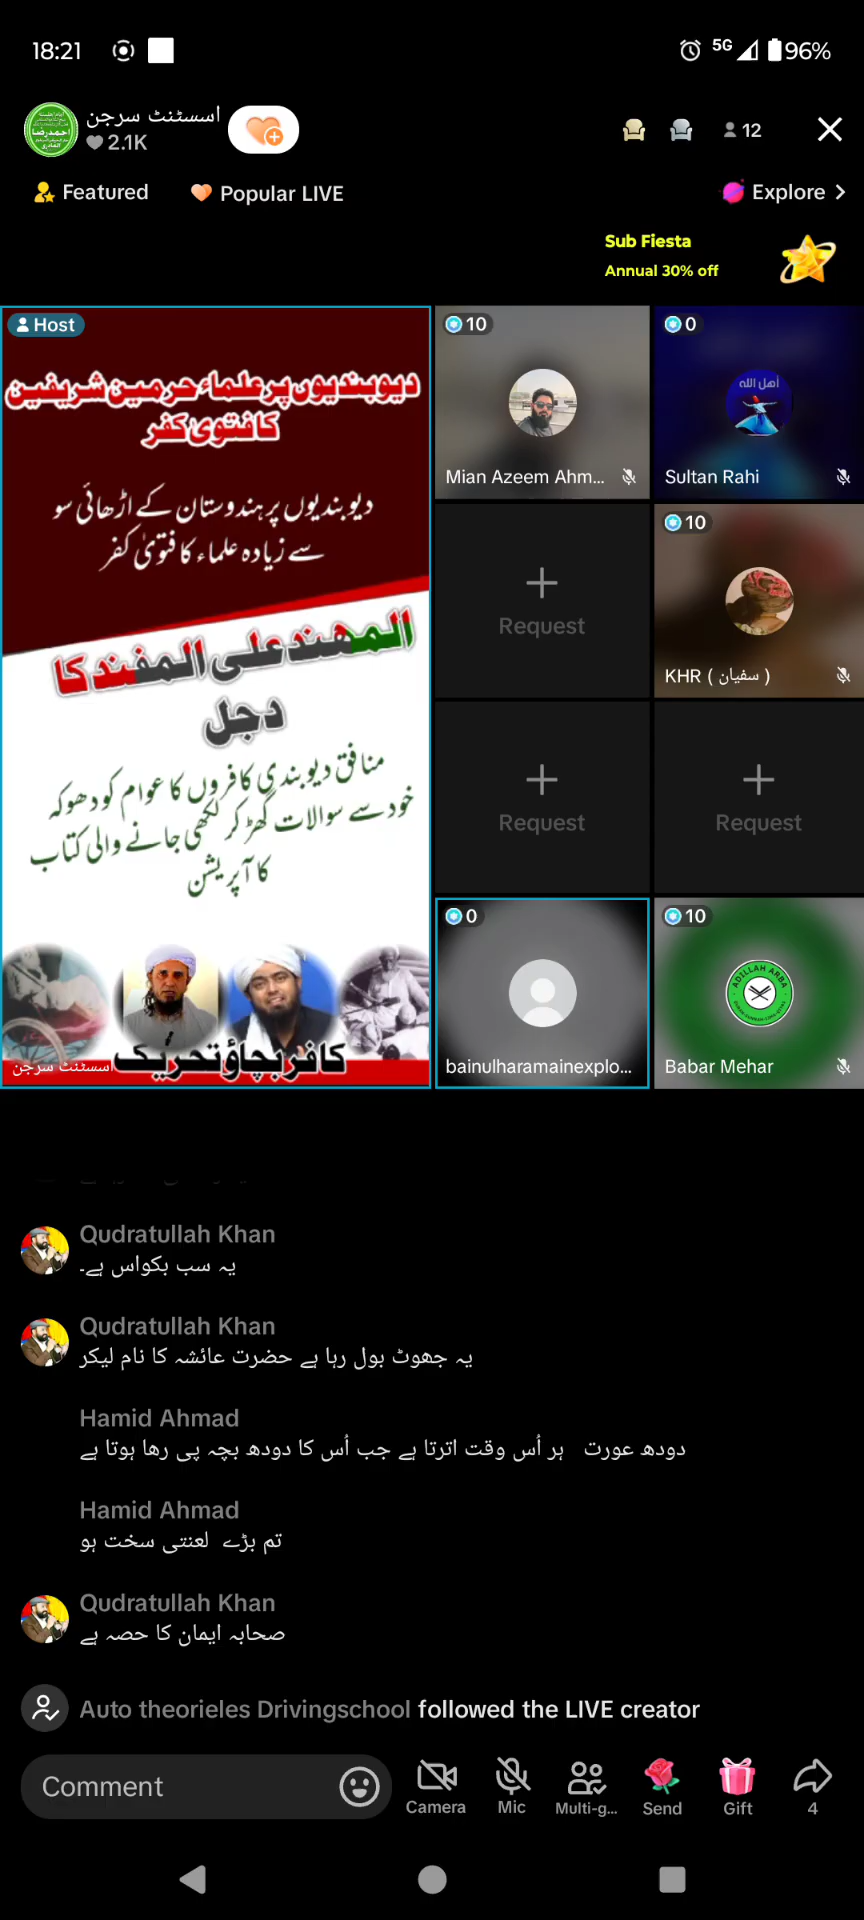 18:21
5G
96%
اسسٹنٹ سرجن
2.1K
12
Featured
Popular LIVE
Explore
Sub Fiesta
Annual 30% off
Host
دیوبندیوں پر علماء حرمین شریفین
کا فتویٰ کفر
دیوبندیوں پر ہندوستان کے اڑھائی سو
سے زیادہ علماء کا فتویٰ کفر
المھند علی المفند کا
دجل
منافق دیوبندی کافروں کا عوام کو دھوکہ
خود سے سوالات گھڑ کر لکھی جانے والی کتاب
کا آپریشن
کافر بچاؤ تحریک
اسسٹنٹ سرجن
10
Mian Azeem Ahm...
0
اهل الله
Sultan Rahi
Request
10
KHR ( سفیان )
Request
Request
0
bainulharamainexplo...
10
ADILLAH ARBA
Babar Mehar
Qudratullah Khan
یہ سب بکواس ہے۔
Qudratullah Khan
یہ جھوٹ بول رہا ہے حضرت عائشہ کا نام لیکر
Hamid Ahmad
دودھ عورت ہر اُس وقت اترتا ہے جب اُس کا دودھ بچہ پی رھا ہوتا ہے
Hamid Ahmad
تم بڑے لعنتی سخت ہو
Qudratullah Khan
صحابہ ایمان کا حصہ ہے
Auto theorieles Drivingschool followed the LIVE creator
Comment
Camera
Mic
Multi-g...
Send
Gift
4